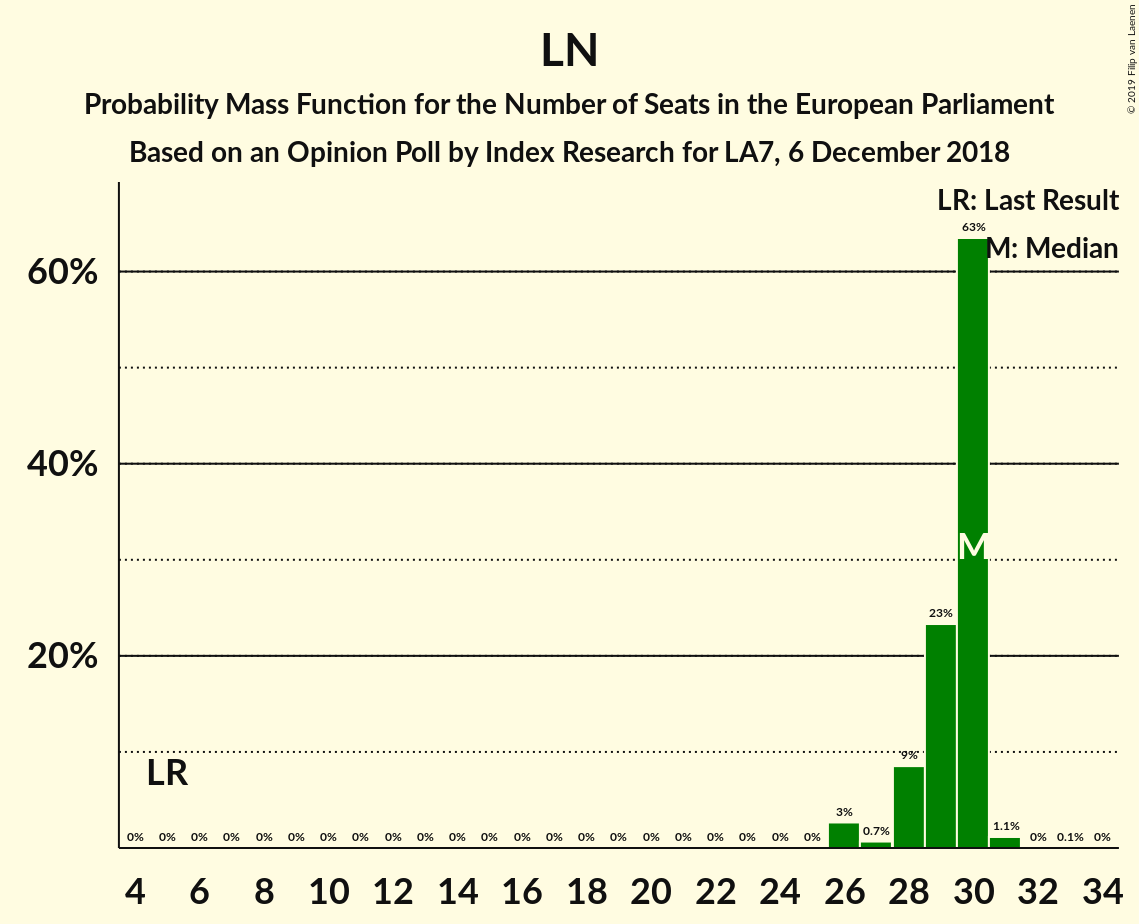 LN
Probability Mass Function for the Number of Seats in the European Parliament
Based on an Opinion Poll by Index Research for LA7, 6 December 2018
© 2019 Filip van Laenen
LR: Last Result
M: Median
63%
60%
40%
M
23%
20%
9%
LR
3%
0.7%
1.1%
0% 0% 0% 0% 0% 0% 0% 0% 0% 0% 0% 0% 0% 0% 0% 0% 0% 0% 0% 0% 0% 0% 0% 0.1% 0%
4 6 8 10 12 14 16 18 20 22 24 26 28 30 32 34